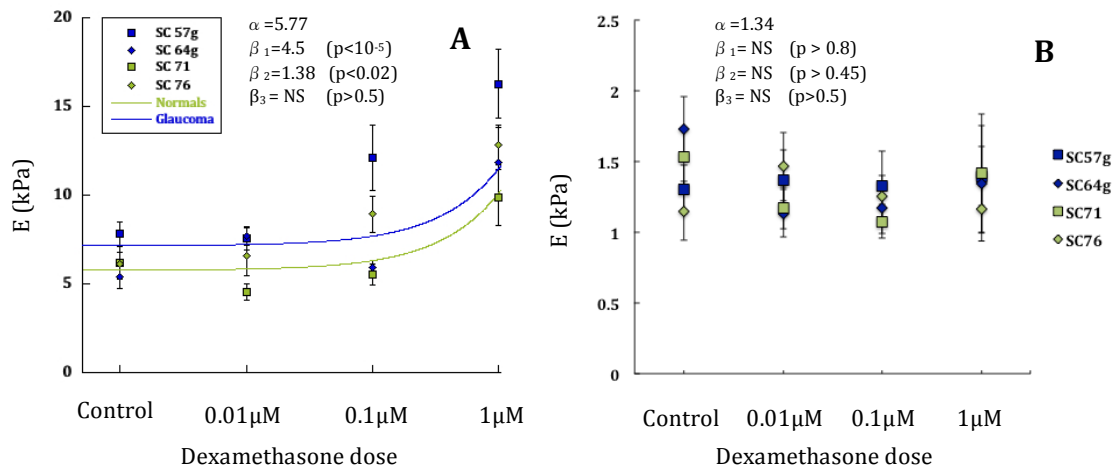 20
15
10
5
0
E (kPa)
SC 57g
SC 64g
SC 71
SC 76
Normals
Glaucoma
α =5.77
β 1=4.5 (p<10-5)
β 2=1.38 (p<0.02)
β3 = NS (p>0.5)
A
Control
0.01µM
0.1µM
1µM
Dexamethasone dose
2.5
2
1.5
1
0.5
0
E (kPa)
α=1.34
β 1= NS (p > 0.8)
β 2= NS (p > 0.45)
β3 = NS (p>0.5)
B
SC57g
SC64g
SC71
SC76
Control
0.01µM
0.1µM
1µM
Dexamethasone dose